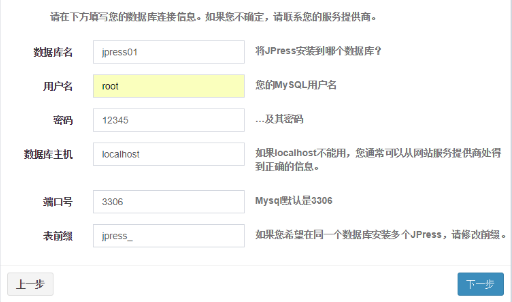 请在下方填写您的数据库连接信息。如果您不确定，请联系您的服务提供商。
数据库名 jpress01 将JPress安装到哪个数据库？
用户名 root 您的MySQL用户名
密码 12345 …及其密码
数据库主机 localhost 如果localhost不能用，您通常可以从网站服务提供商处得
到正确的信息。
端口号 3306 Mysql默认是3306
表前缀 jpress_ 如果您希望在同一个数据库安装多个JPress，请修改前缀。
上一步 下一步